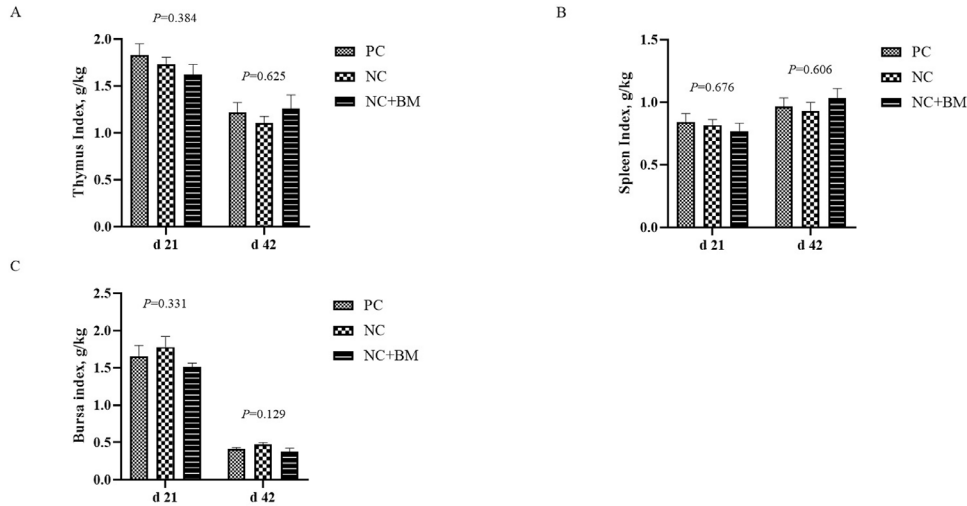 A
P=0.384
2.0
1.5
1.0
0.5
0.0
Thymus Index, g/kg
P=0.625
d 21
d 42
PC
NC
NC+BM
B
1.5
1.0
0.5
0.0
Spleen Index, g/kg
P=0.676
P=0.606
d 21
d 42
PC
NC
NC+BM
C
2.5
2.0
1.5
1.0
0.5
0.0
Bursa index, g/kg
P=0.331
P=0.129
d 21
d 42
PC
NC
NC+BM